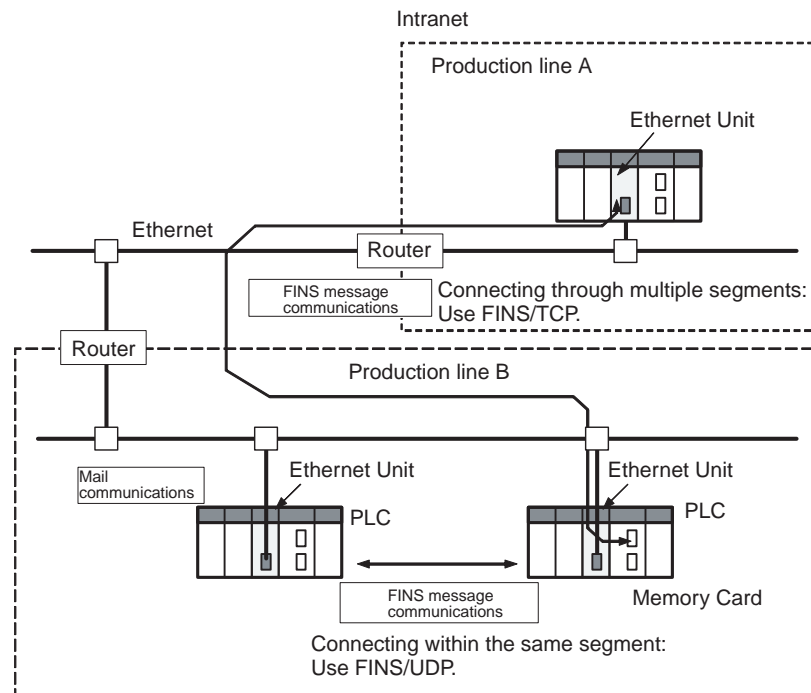 Intranet
Production line A
Ethernet Unit
Ethernet
Router
FINS message
communications
Connecting through multiple segments:
Use FINS/TCP.
Router
Production line B
Mail
communications
Ethernet Unit
PLC
Ethernet Unit
PLC
FINS message
communications
Memory Card
Connecting within the same segment:
Use FINS/UDP.